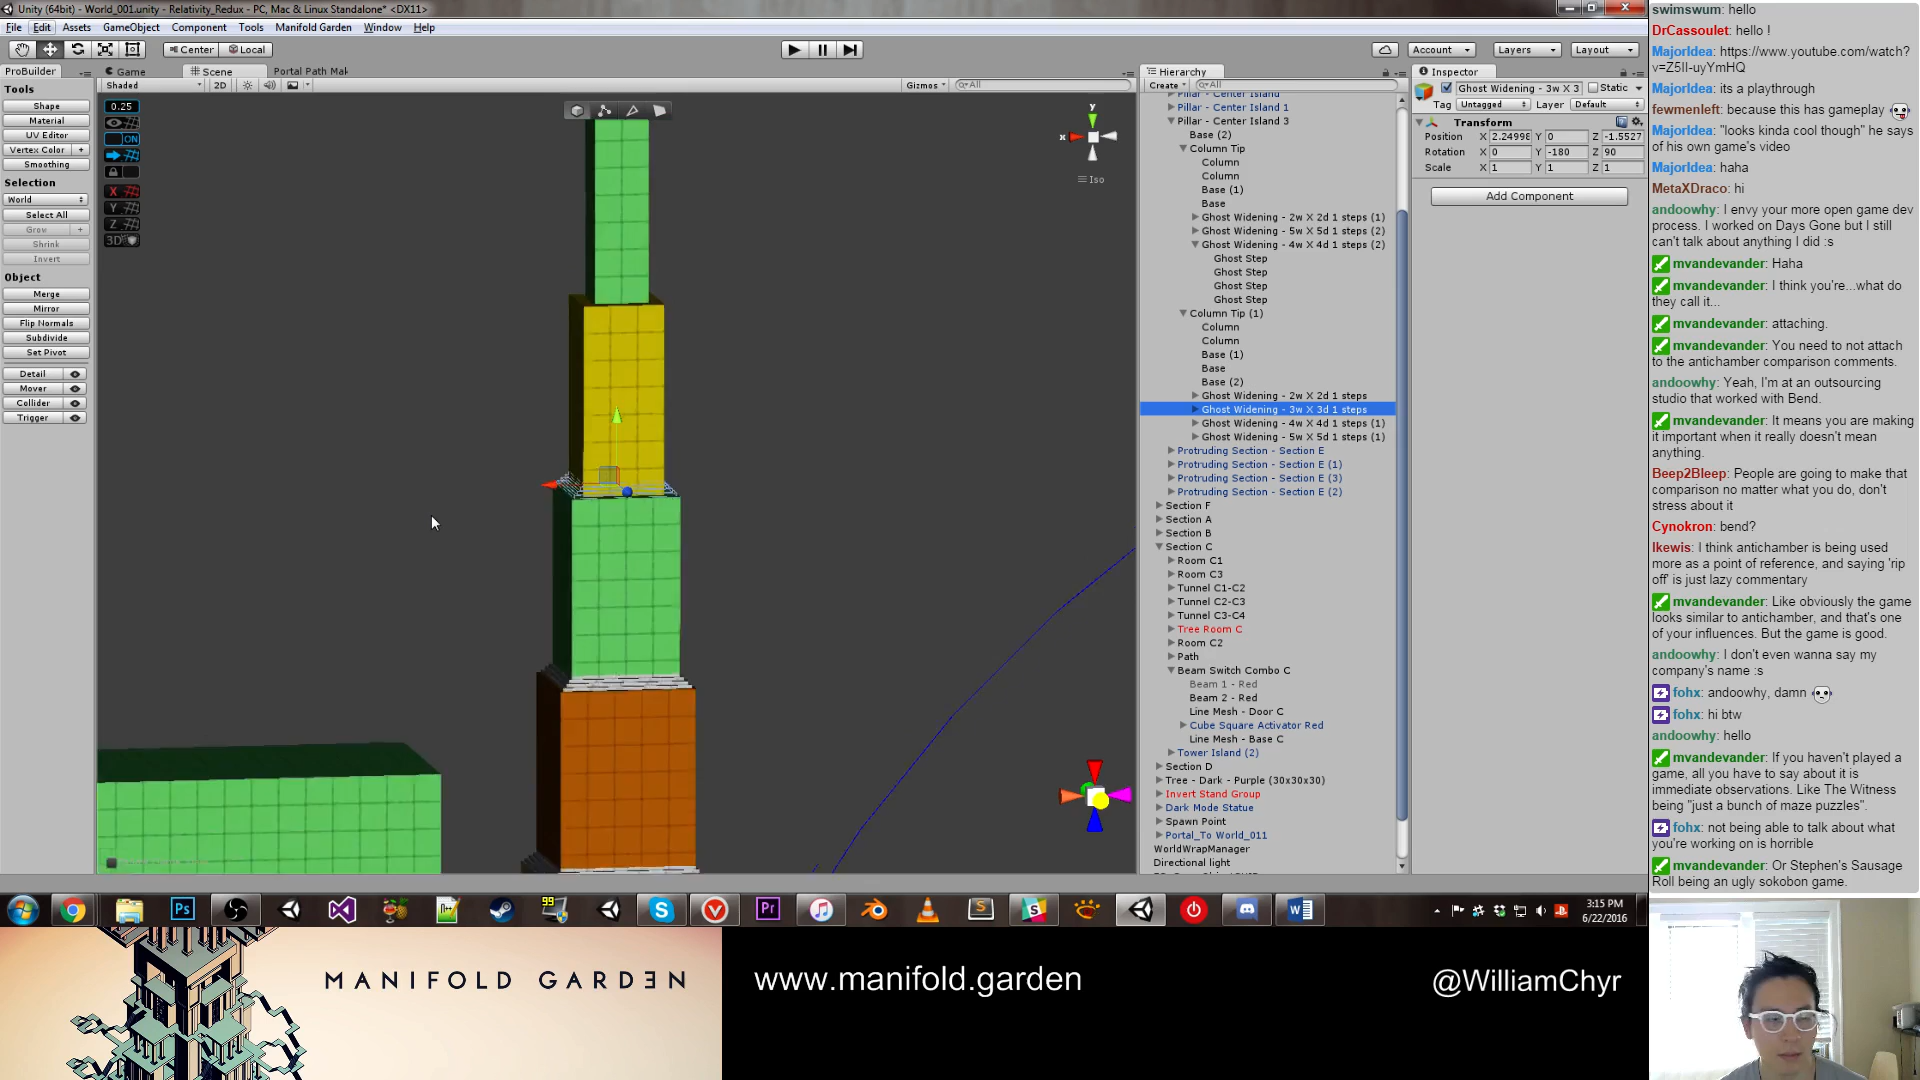 Unity (64bit) - World_001.unity - Relativity_Redux - PC, Mac & Linux Standalone* <DX11>
File Edit Assets GameObject Component Tools Manifold Garden Window Help
Center Local
Account Layers Layout
ProBuilder
Game Scene Portal Path Mak
Shaded 2D Gizmos All
Tools
Shape
Material
UV Editor
Vertex Color +
Smoothing
Selection
World
Select All
Grow +
Shrink
Invert
Object
Merge
Mirror
Flip Normals
Subdivide
Set Pivot
Detail
Mover
Collider
Trigger
0.25
ON
X
Y
Z
3D
y
x
Iso
Hierarchy
Create All
Pillar - Center Island
Pillar - Center Island 1
Pillar - Center Island 3
Base (2)
Column Tip
Column
Column
Base (1)
Base
Ghost Widening - 2w X 2d 1 steps (1)
Ghost Widening - 5w X 5d 1 steps (2)
Ghost Widening - 4w X 4d 1 steps (2)
Ghost Step
Ghost Step
Ghost Step
Ghost Step
Column Tip (1)
Column
Column
Base (1)
Base
Base (2)
Ghost Widening - 2w X 2d 1 steps
Ghost Widening - 3w X 3d 1 steps
Ghost Widening - 4w X 4d 1 steps (1)
Ghost Widening - 5w X 5d 1 steps (1)
Protruding Section - Section E
Protruding Section - Section E (1)
Protruding Section - Section E (3)
Protruding Section - Section E (2)
Section F
Section A
Section B
Section C
Room C1
Room C3
Tunnel C1-C2
Tunnel C2-C3
Tunnel C3-C4
Tree Room C
Room C2
Path
Beam Switch Combo C
Beam 1 - Red
Beam 2 - Red
Line Mesh - Door C
Cube Square Activator Red
Line Mesh - Base C
Tower Island (2)
Section D
Tree - Dark - Purple (30x30x30)
Invert Stand Group
Dark Mode Statue
Spawn Point
Portal_To World_011
WorldWrapManager
Directional light
Inspector
Ghost Widening - 3w X 3 Static
Tag Untagged Layer Default
Transform
Position X 2.24998 Y 0 Z -1.5527
Rotation X 0 Y -180 Z 90
Scale X 1 Y 1 Z 1
Add Component
swimswum: hello
DrCassoulet: hello !
MajorIdea: https://www.youtube.com/watch?
v=Z5II-uyYmHQ
MajorIdea: its a playthrough
fewmenleft: because this has gameplay
MajorIdea: "looks kinda cool though" he says
of his own game's video
MajorIdea: haha
MetaXDraco: hi
andoowhy: I envy your more open game dev
process. I worked on Days Gone but I still
can't talk about anything I did :s
mvandevander: Haha
mvandevander: I think you're...what do
they call it...
mvandevander: attaching.
mvandevander: You need to not attach
to the antichamber comparison comments.
andoowhy: Yeah, I'm at an outsourcing
studio that worked with Bend.
mvandevander: It means you are making
it important when it really doesn't mean
anything.
Beep2Bleep: People are going to make that
comparison no matter what you do, don't
stress about it
Cynokron: bend?
Ikewis: I think antichamber is being used
more as a point of reference, and saying 'rip
off' is just lazy commentary
mvandevander: Like obviously the game
looks similar to antichamber, and that's one
of your influences. But the game is good.
andoowhy: I don't even wanna say my
company's name :s
fohx: andoowhy, damn
fohx: hi btw
andoowhy: hello
mvandevander: If you haven't played a
game, all you have to say about it is
immediate observations. Like The Witness
being "just a bunch of maze puzzles".
fohx: not being able to talk about what
you're working on is horrible
mvandevander: Or Stephen's Sausage
Roll being an ugly sokobon game.
Ps 99 Pr S W
3:15 PM
6/22/2016
MANIFOLD GARDƎN
www.manifold.garden
@WilliamChyr